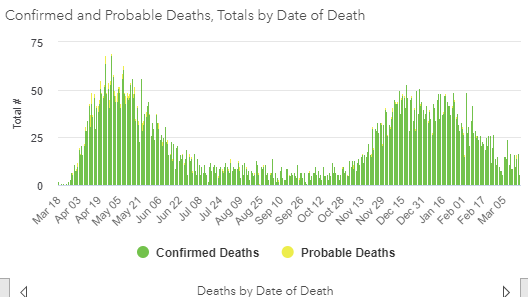 Confirmed and Probable Deaths, Totals by Date of Death
75
50
25
0
Total #
Mar 18
Apr 03
Apr 19
May 05
May 21
Jun 06
Jun 22
Jul 08
Jul 24
Aug 09
Aug 25
Sep 10
Sep 26
Oct 12
Oct 28
Nov 13
Nov 29
Dec 15
Dec 31
Jan 16
Feb 01
Feb 17
Mar 05
Confirmed Deaths
Probable Deaths
Deaths by Date of Death